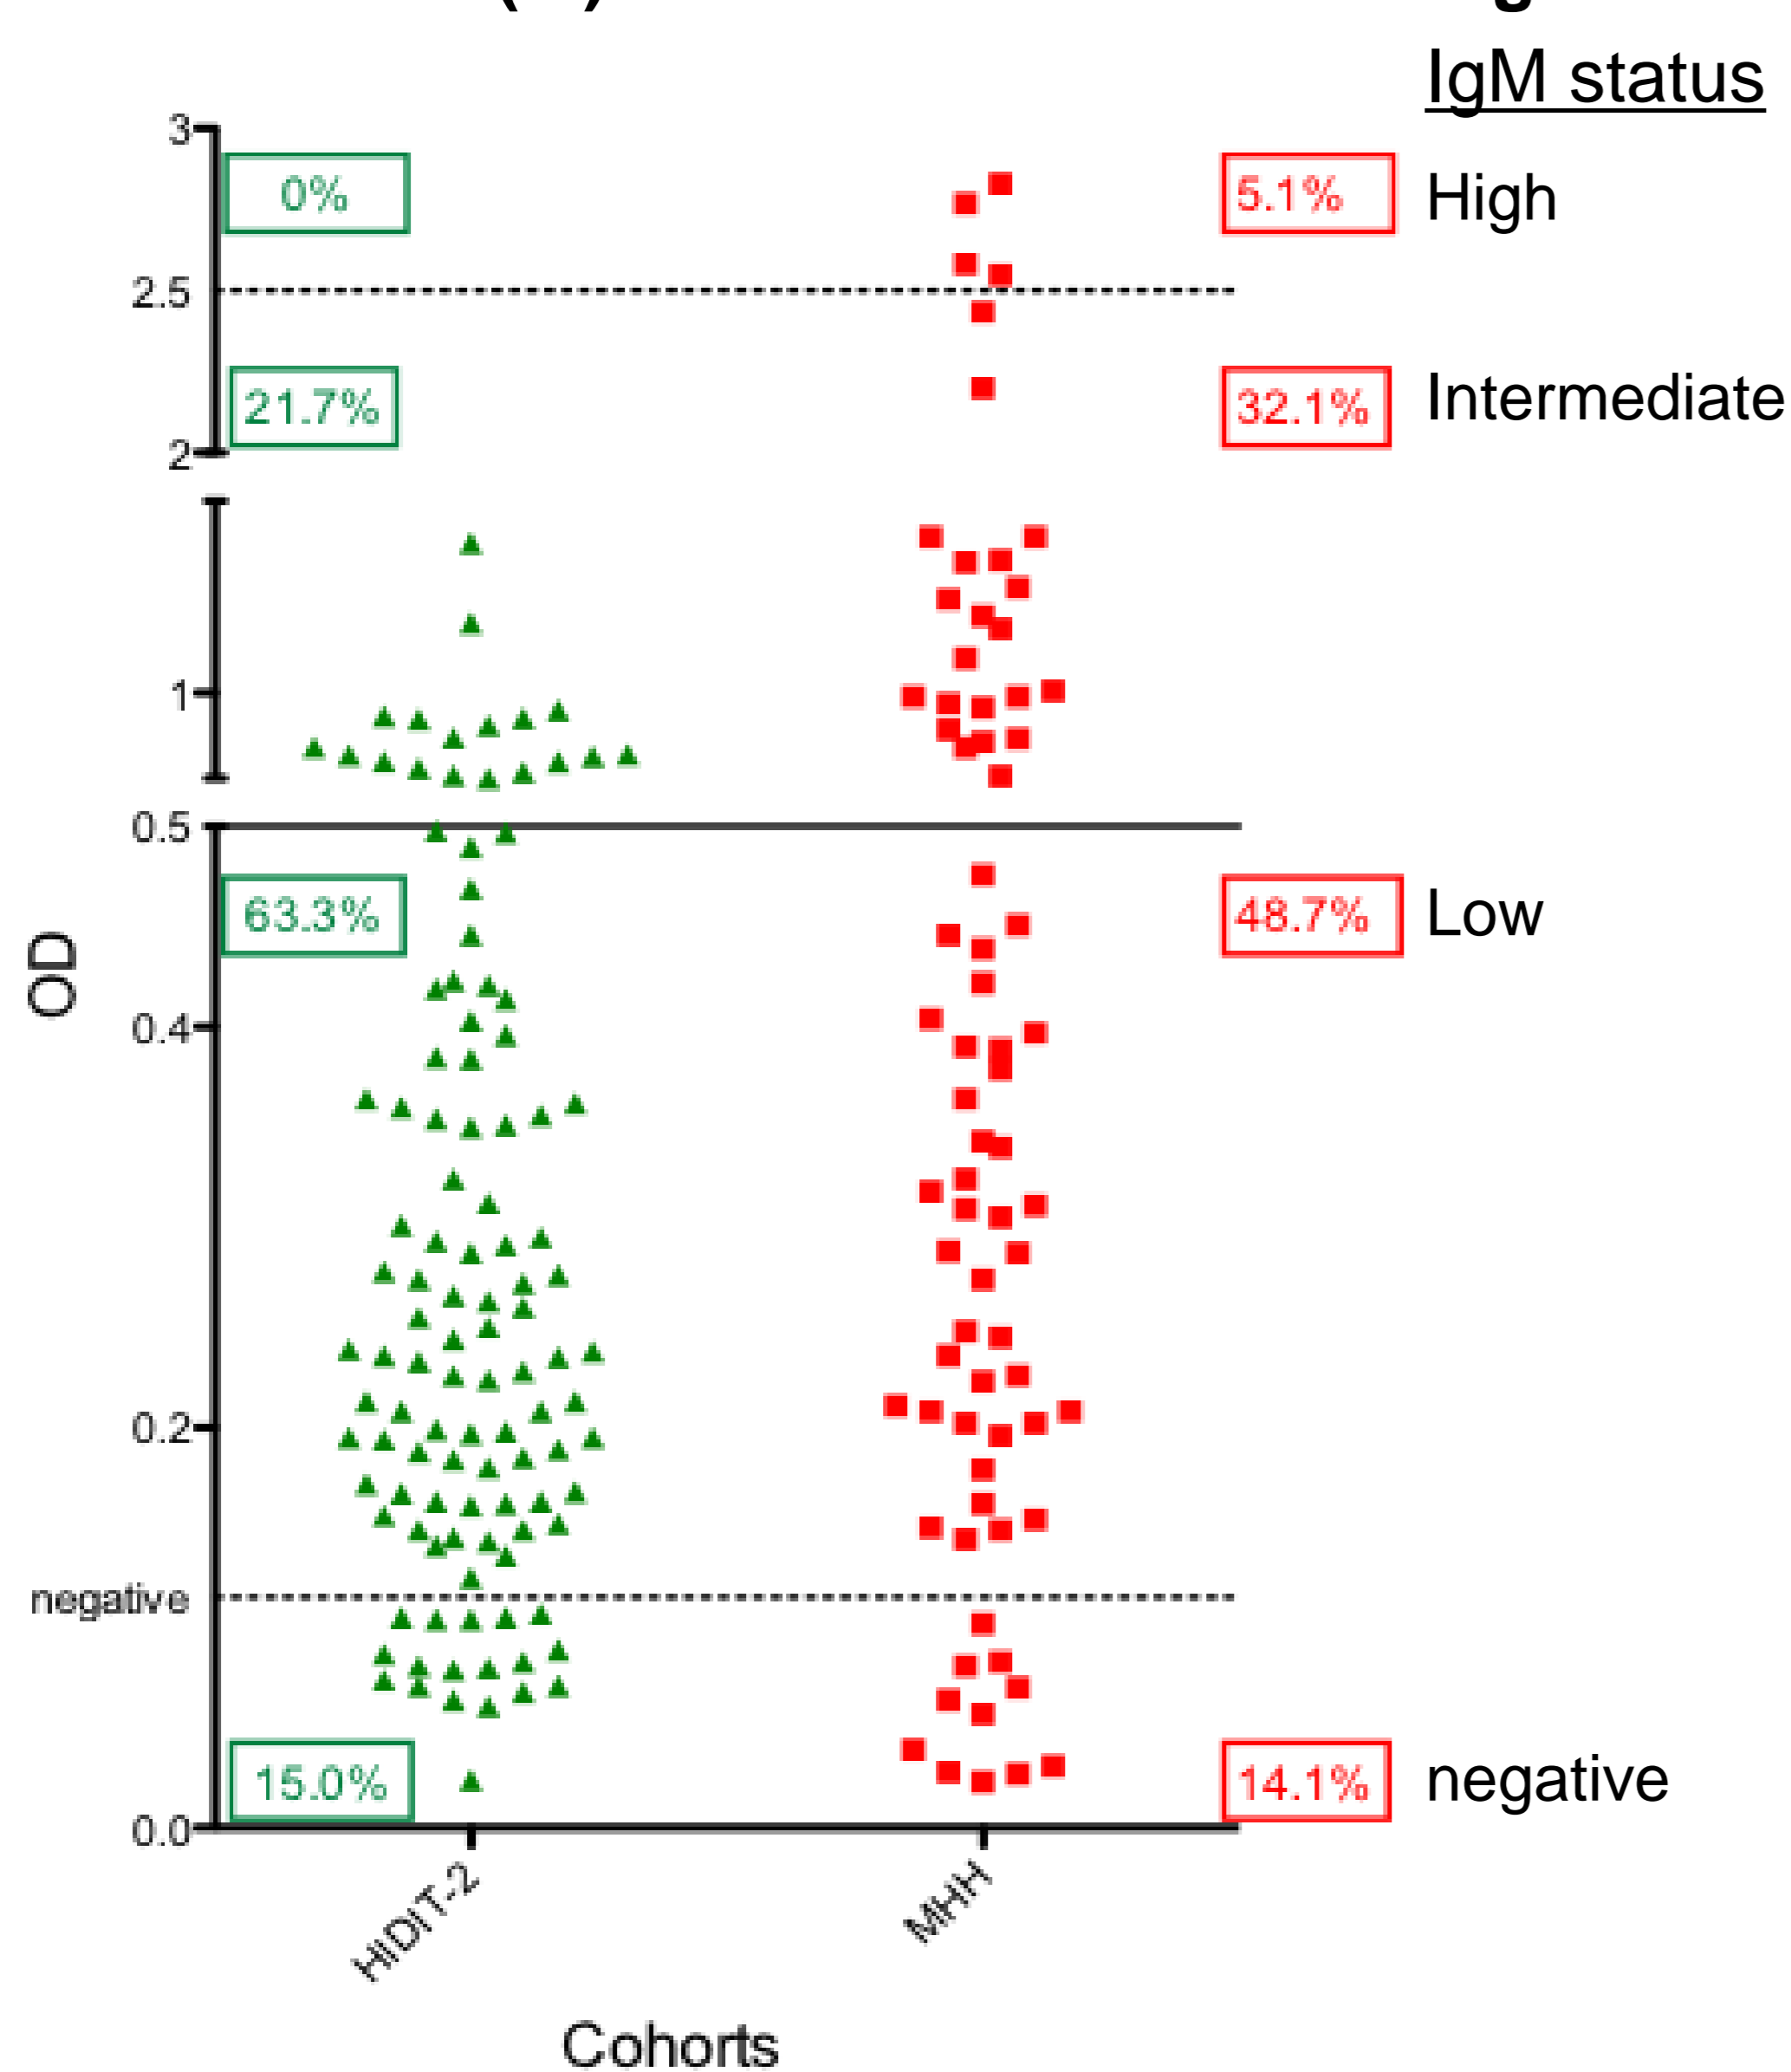 IgM status
3
0%
5.1%
High
2.5
21.7%
32.1%
Intermediate
2
1
0.5
63.3%
48.7%
Low
OD
0.4
0.2
negative
15.0%
14.1%
negative
0.0
HIDIT-2
MHH
Cohorts